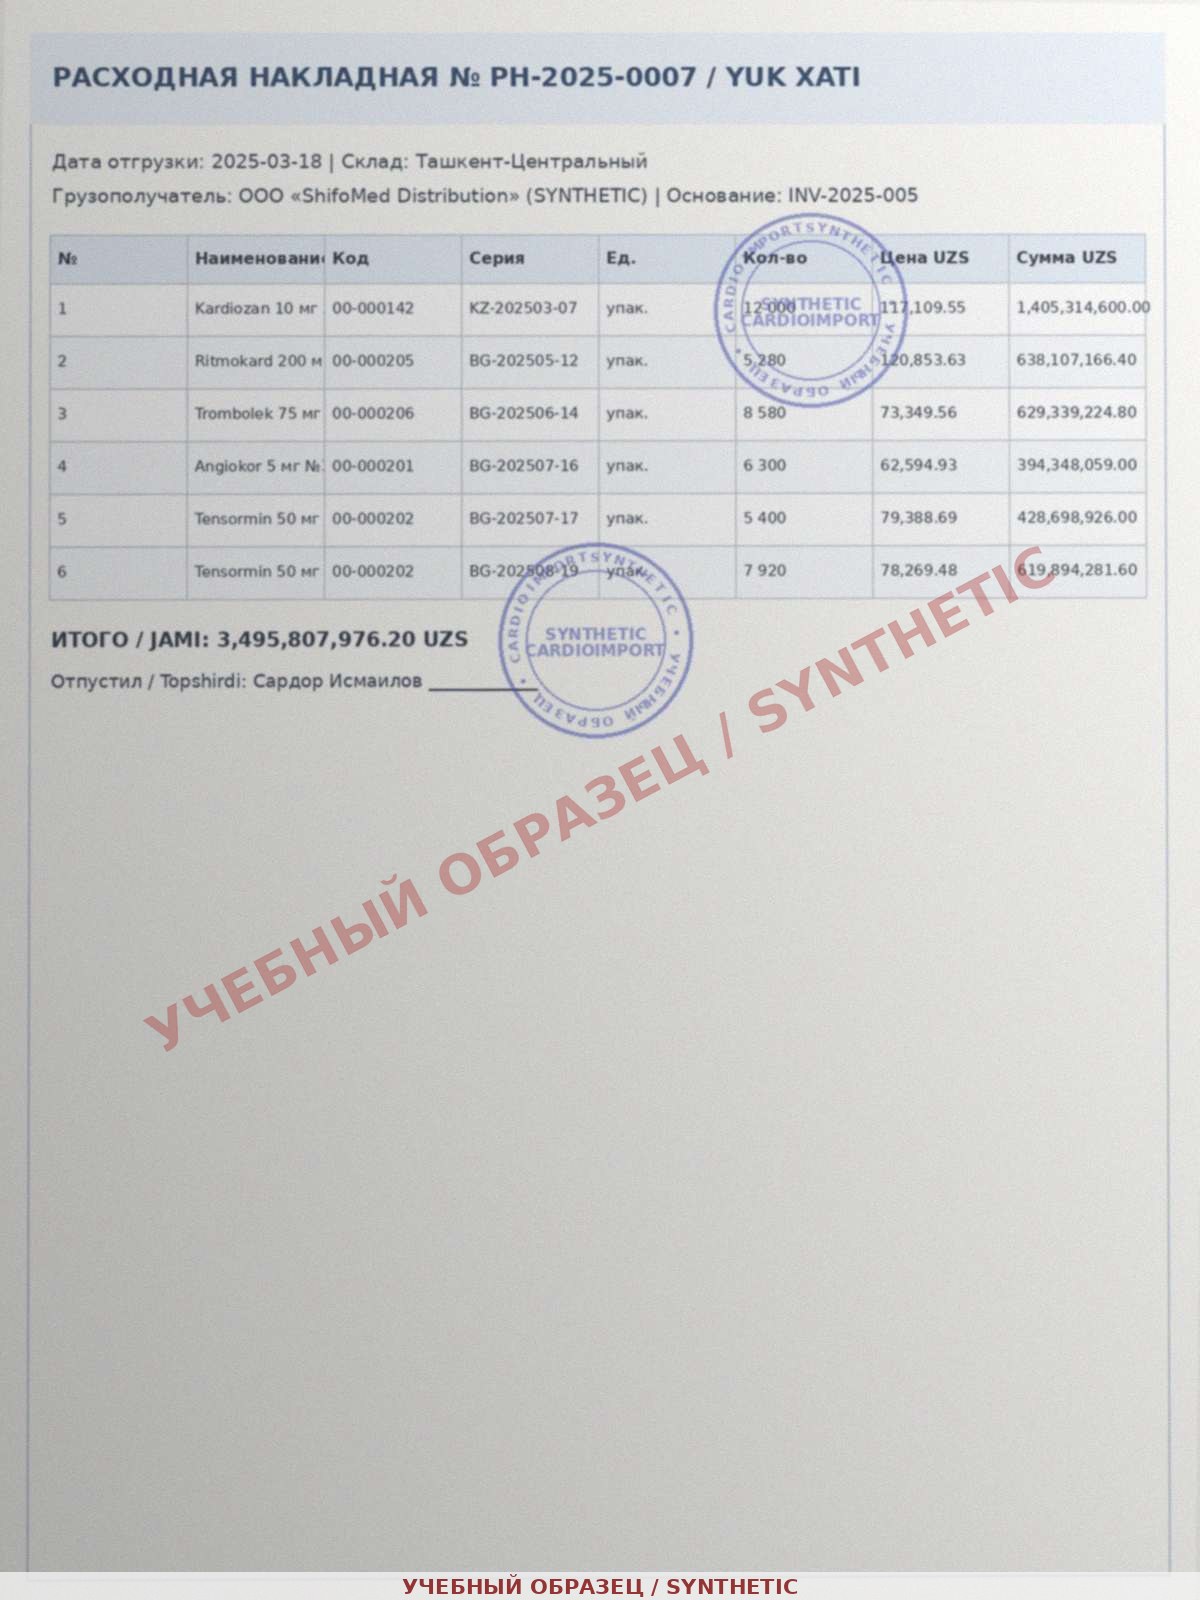 РАСХОДНАЯ НАКЛАДНАЯ № РН-2025-0007 / YUK XATI
Дата отгрузки: 2025-03-18 | Склад: Ташкент-Центральный
Грузополучатель: ООО «ShifoMed Distribution» (SYNTHETIC) | Основание: INV-2025-005
№ Наименование Код Серия Ед. Кол-во Цена UZS Сумма UZS
1 Kardiozan 10 мг 00-000142 KZ-202503-07 упак. 12 000 117,109.55 1,405,314,600.00
2 Ritmokard 200 м 00-000205 BG-202505-12 упак. 5 280 120,853.63 638,107,166.40
3 Trombolek 75 мг 00-000206 BG-202506-14 упак. 8 580 73,349.56 629,339,224.80
4 Angiokor 5 мг № 00-000201 BG-202507-16 упак. 6 300 62,594.93 394,348,059.00
5 Tensormin 50 мг 00-000202 BG-202507-17 упак. 5 400 79,388.69 428,698,926.00
6 Tensormin 50 мг 00-000202 BG-202508-19 упак. 7 920 78,269.48 619,894,281.60
SYNTHETIC • УЧЕБНЫЙ ОБРАЗЕЦ • CARDIOIMPORT
SYNTHETIC
CARDIOIMPORT
ИТОГО / JAMI: 3,495,807,976.20 UZS
Отпустил / Topshirdi: Сардор Исмаилов
SYNTHETIC • УЧЕБНЫЙ ОБРАЗЕЦ • CARDIOIMPORT
SYNTHETIC
CARDIOIMPORT
УЧЕБНЫЙ ОБРАЗЕЦ / SYNTHETIC
УЧЕБНЫЙ ОБРАЗЕЦ / SYNTHETIC